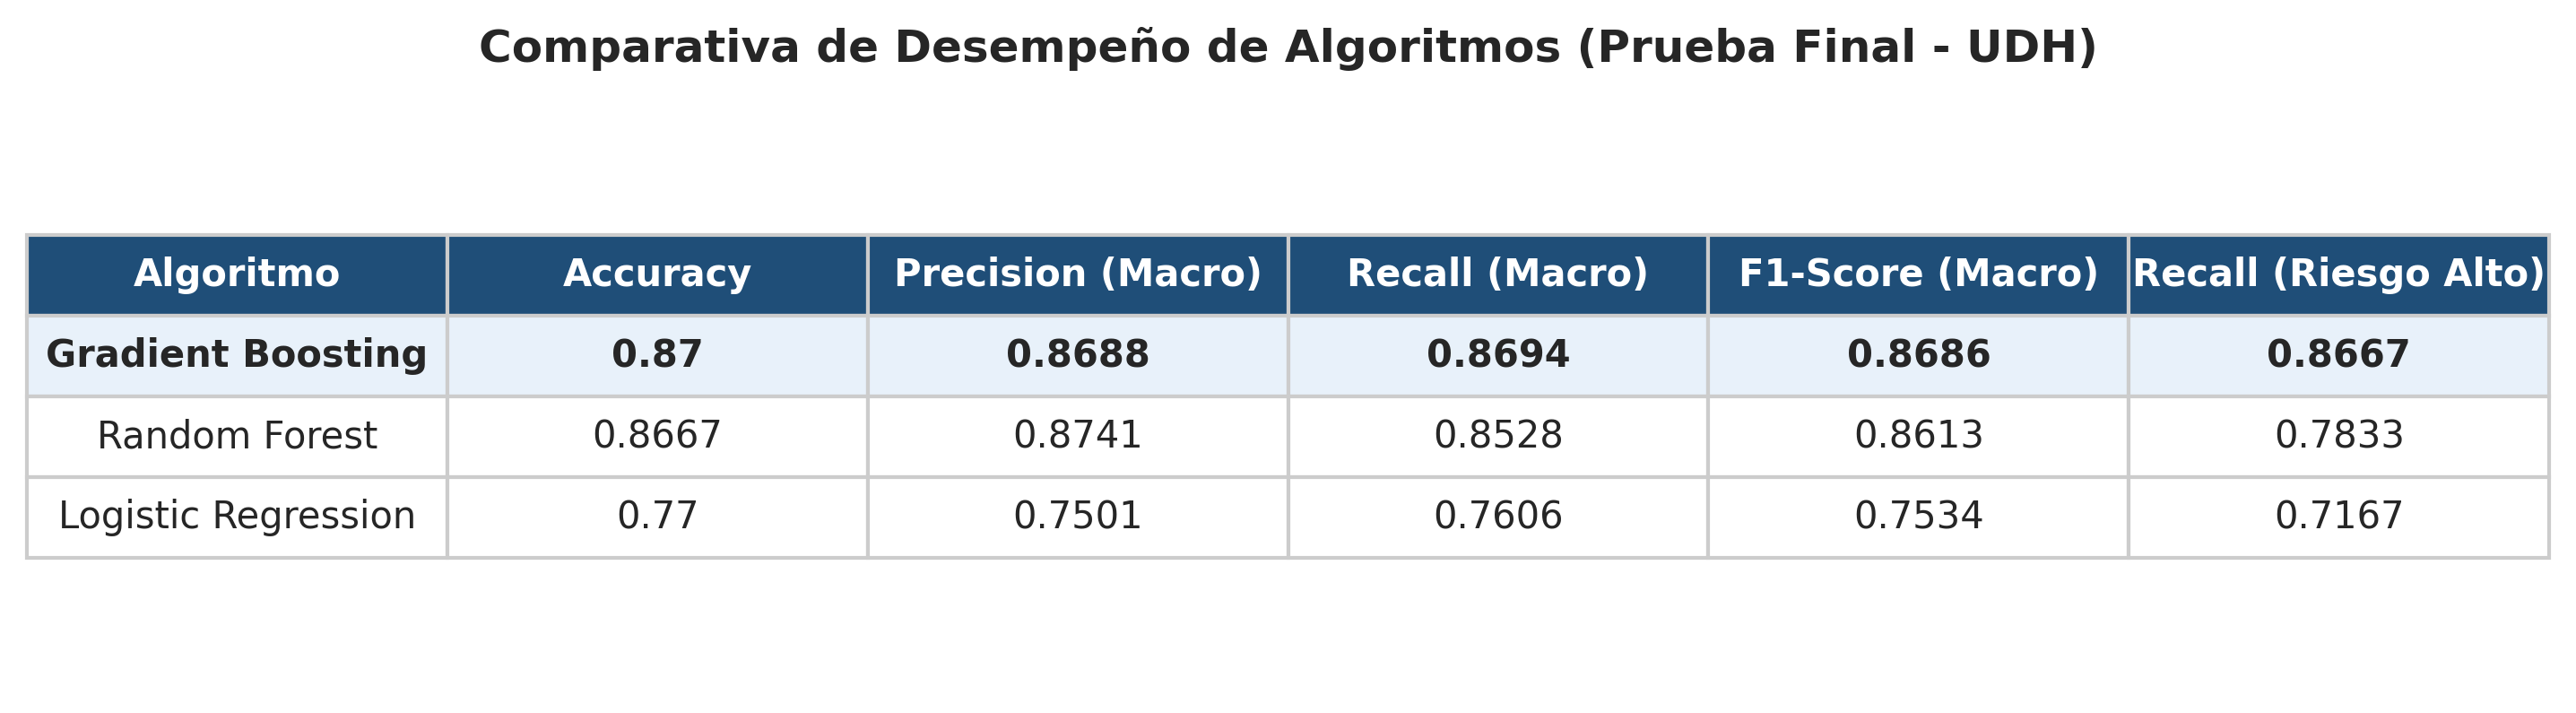 Comparativa de Desempeño de Algoritmos (Prueba Final - UDH)
Algoritmo Accuracy Precision (Macro) Recall (Macro) F1-Score (Macro) Recall (Riesgo Alto)
Gradient Boosting 0.87 0.8688 0.8694 0.8686 0.8667
Random Forest 0.8667 0.8741 0.8528 0.8613 0.7833
Logistic Regression 0.77 0.7501 0.7606 0.7534 0.7167